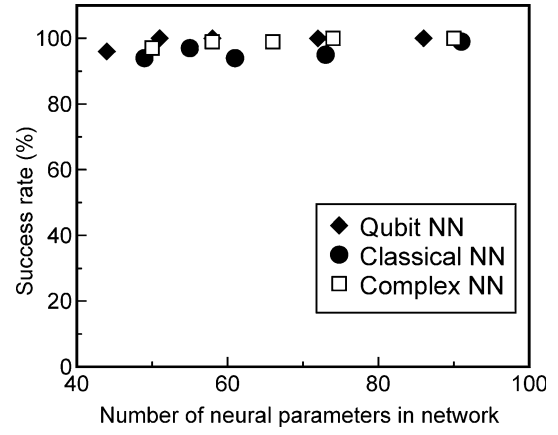 100
80
60
40
20
0
Success rate (%)
Qubit NN
Classical NN
Complex NN
40
60
80
100
Number of neural parameters in network